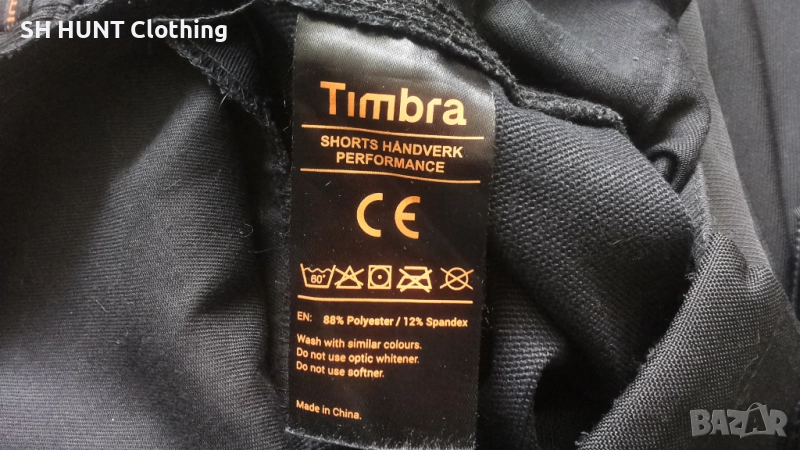 SH HUNT Clothing
Timbra
SHORTS HÅNDVERK
PERFORMANCE
CE
60°
EN: 88% Polyester / 12% Spandex
Wash with similar colours.
Do not use optic whitener.
Do not use softner.
Made in China.
BAZAR